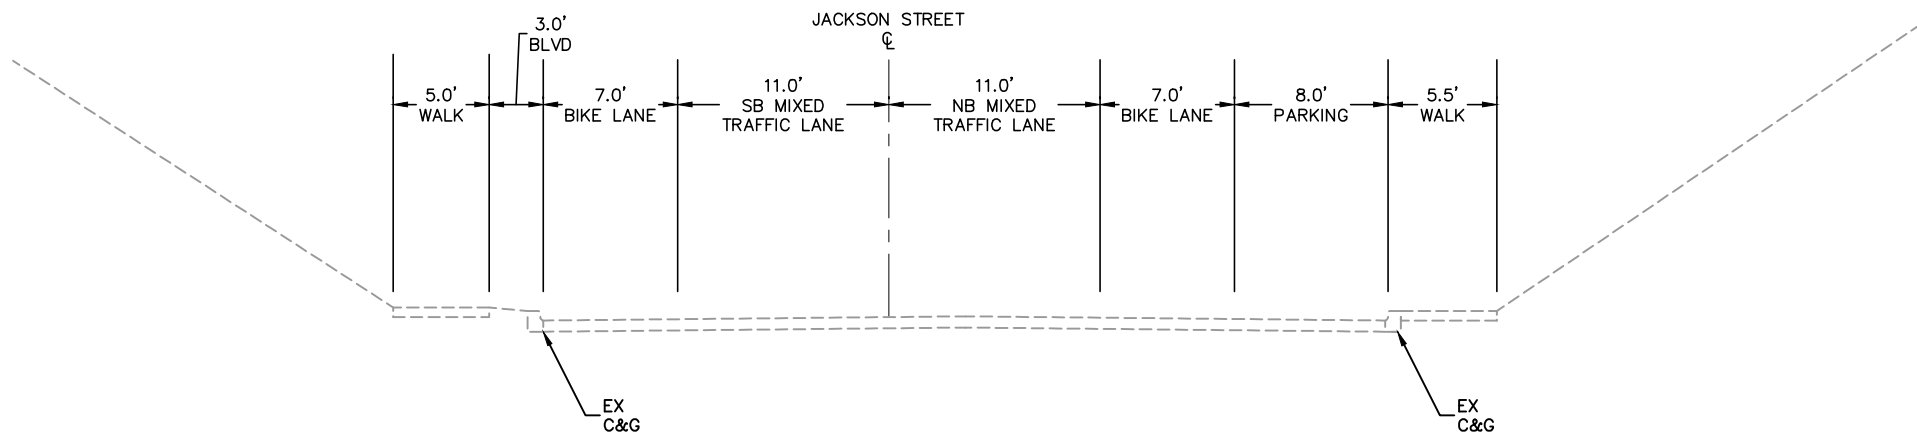 JACKSON STREET
℄
3.0'
BLVD
5.0'
WALK
7.0'
BIKE LANE
11.0'
SB MIXED
TRAFFIC LANE
11.0'
NB MIXED
TRAFFIC LANE
7.0'
BIKE LANE
8.0'
PARKING
5.5'
WALK
EX
C&G
EX
C&G